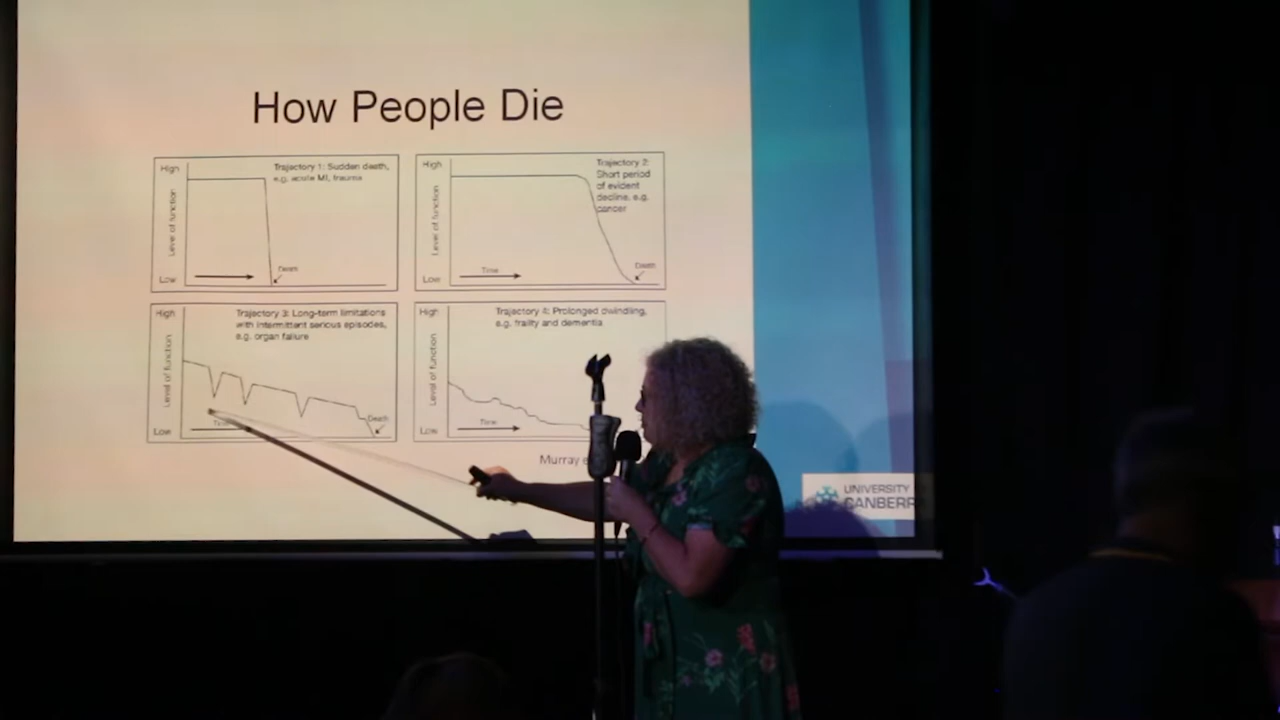 How People Die
High
Trajectory 1: Sudden death,
e.g. acute MI, trauma
Level of function
Low
Death
High
Trajectory 2:
Short period
of evident
decline, e.g.
cancer
Level of function
Low
Time
Death
High
Trajectory 3: Long-term limitations
with intermittent serious episodes,
e.g. organ failure
Level of function
Low
Time
Death
High
Trajectory 4: Prolonged dwindling,
e.g. frailty and dementia
Level of function
Low
Time
Murray
UNIVERSITY
CANBERR